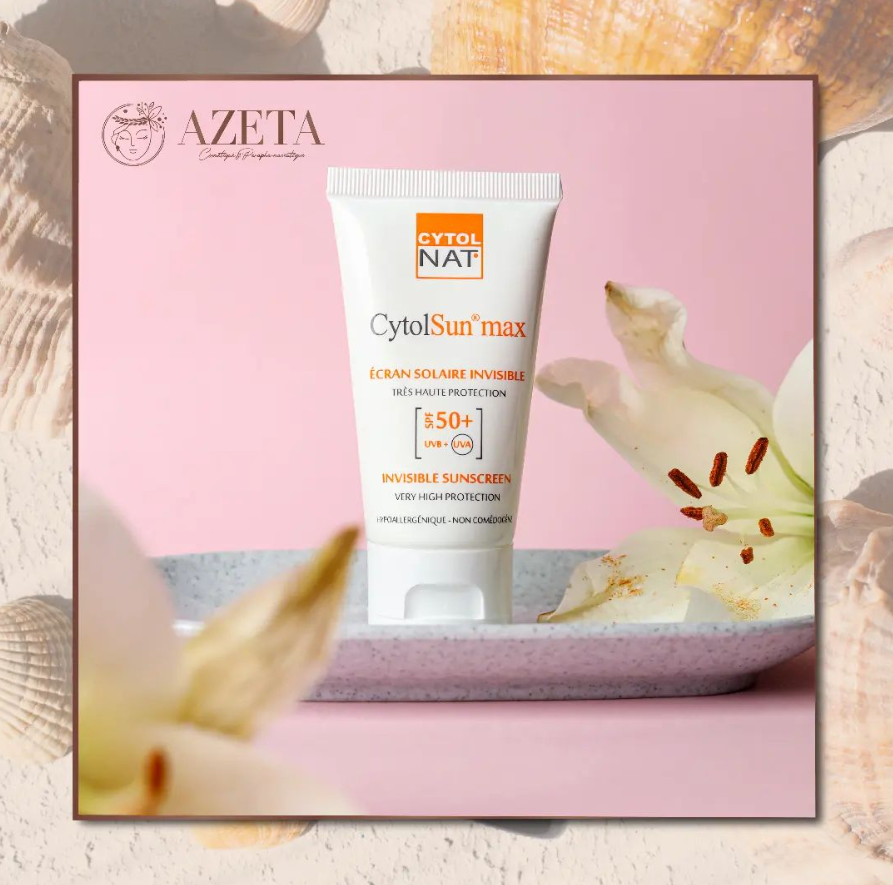 AZETA
CYTOL
NAT
CytolSun® max
ÉCRAN SOLAIRE INVISIBLE
TRÈS HAUTE PROTECTION
SPF 50+
UVB + UVA
INVISIBLE SUNSCREEN
VERY HIGH PROTECTION
HYPOALLERGÉNIQUE - NON COMÉDOGÈNE